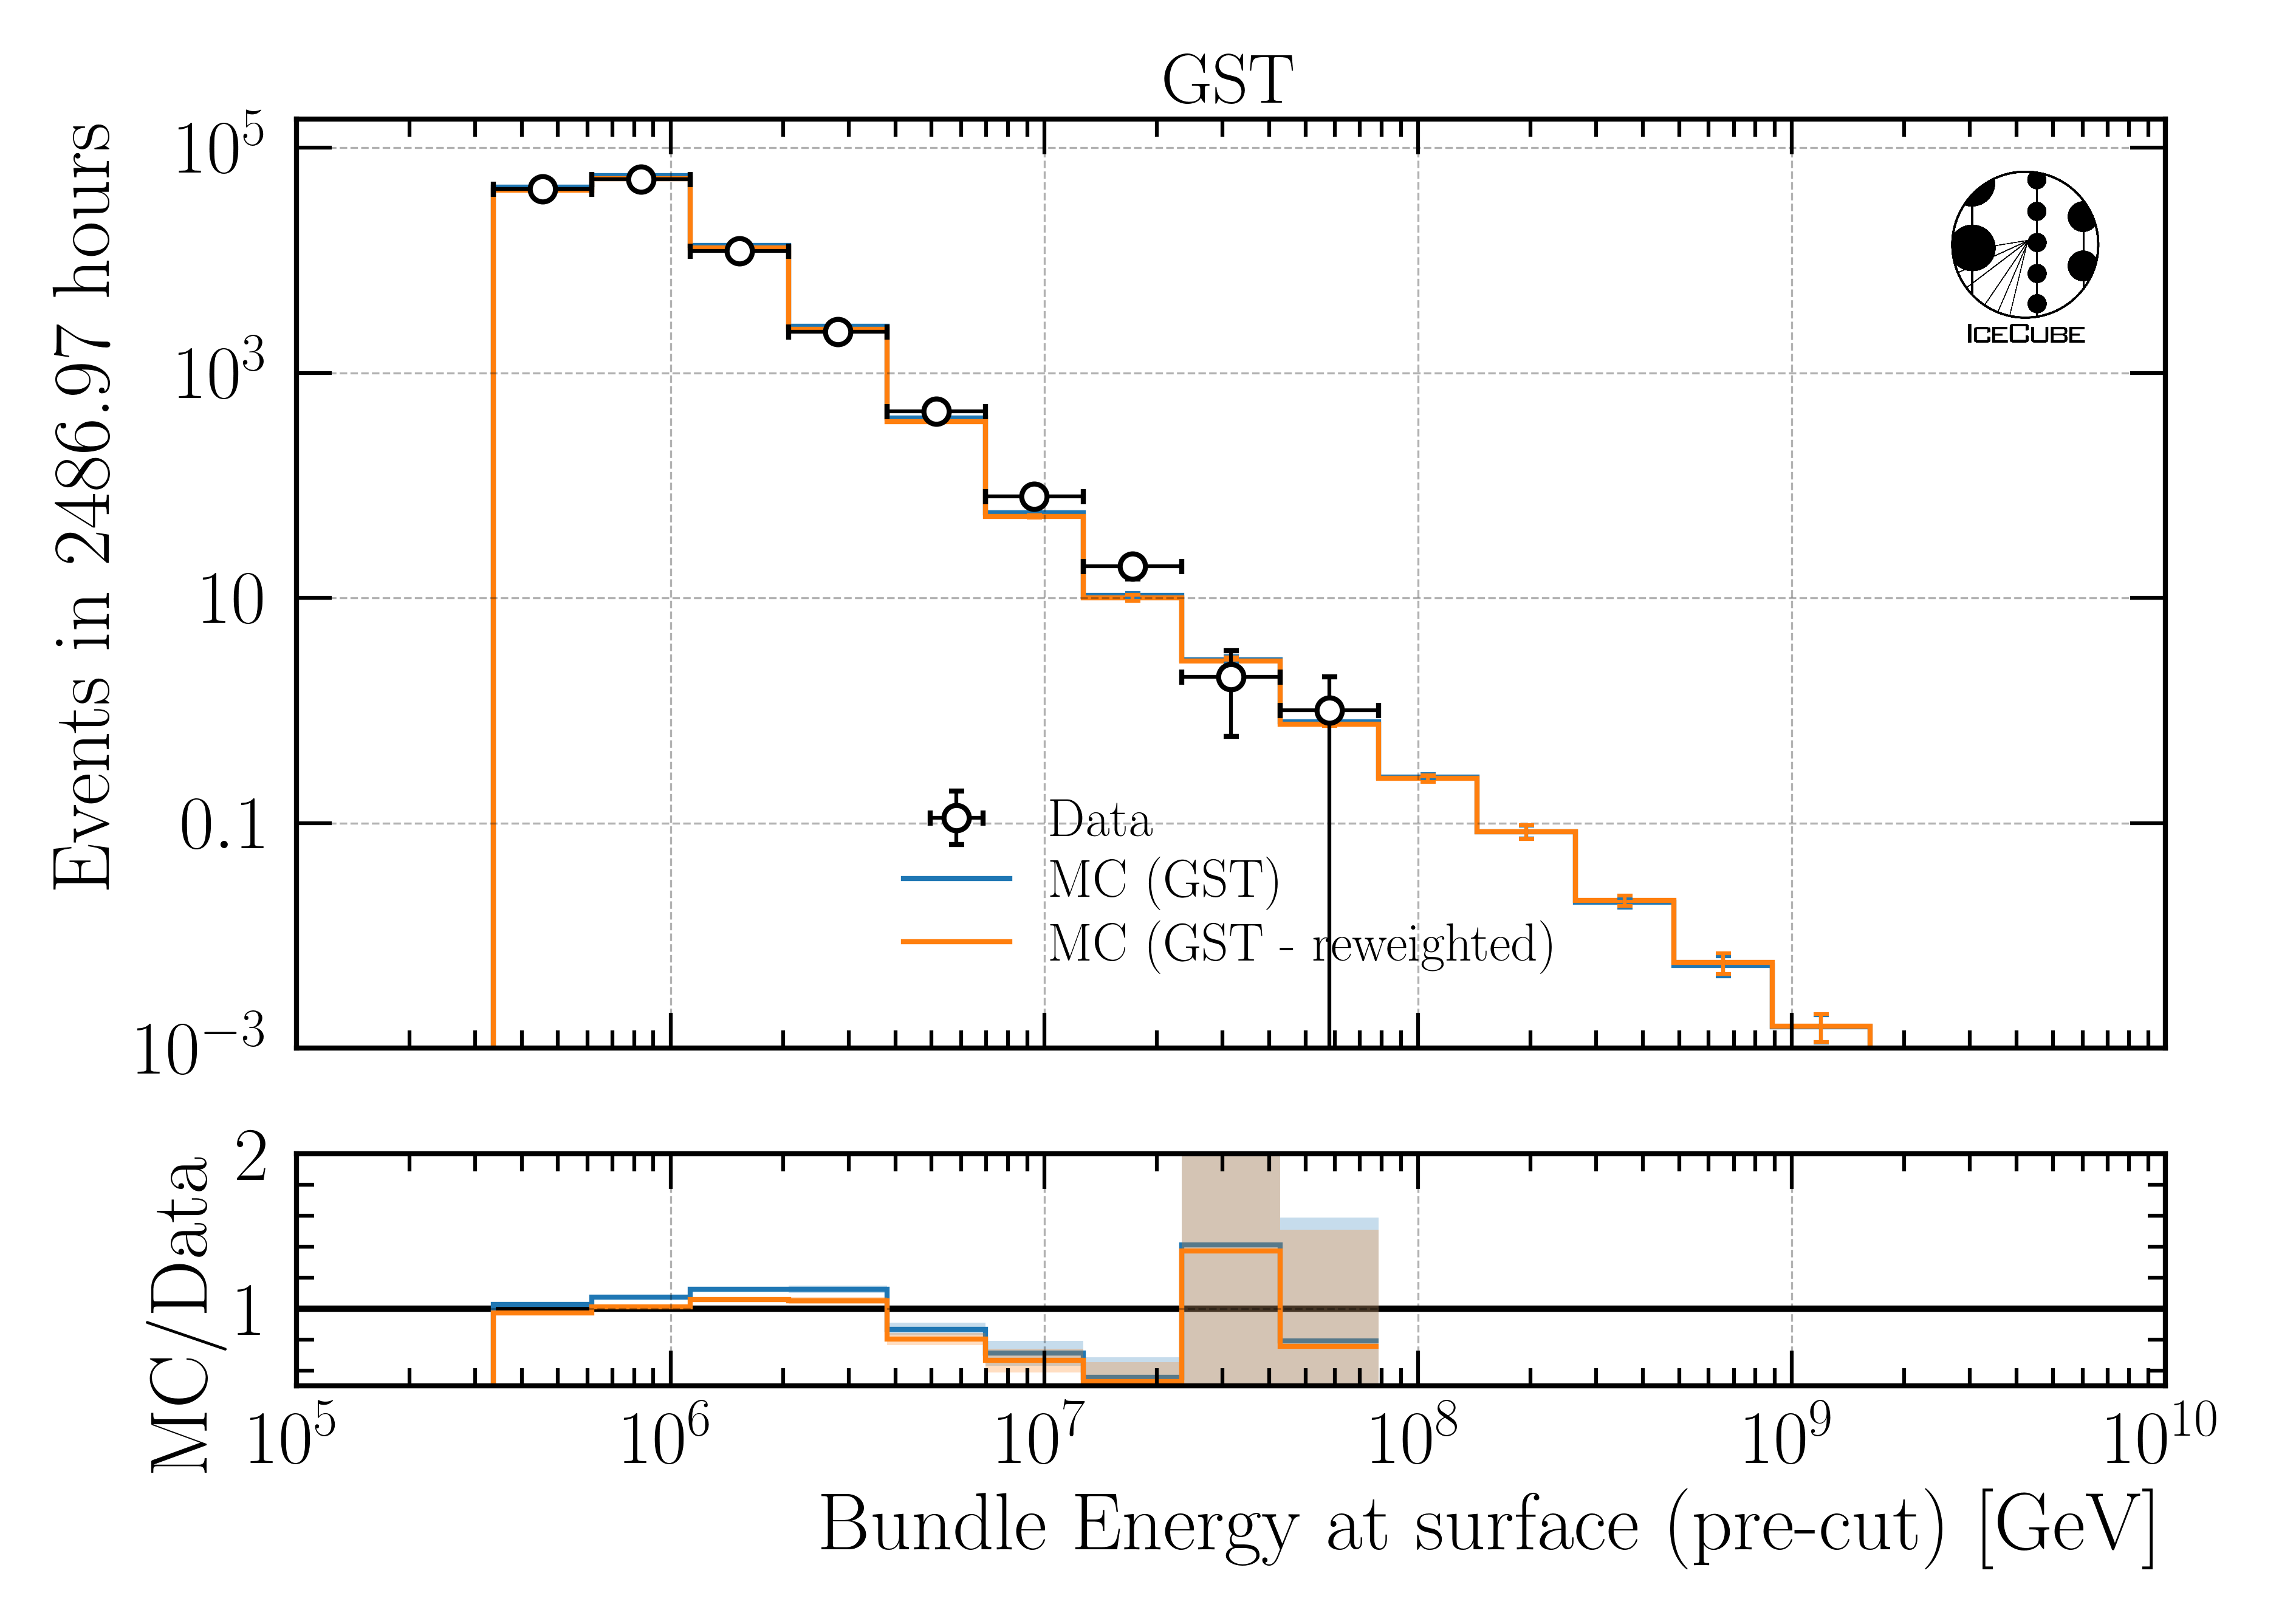 GST
Events in 2486.97 hours
10^5
10^3
10
0.1
10^−3
ICECUBE
Data
MC (GST)
MC (GST - reweighted)
MC/Data
2
1
10^5 10^6 10^7 10^8 10^9 10^10
Bundle Energy at surface (pre-cut) [GeV]